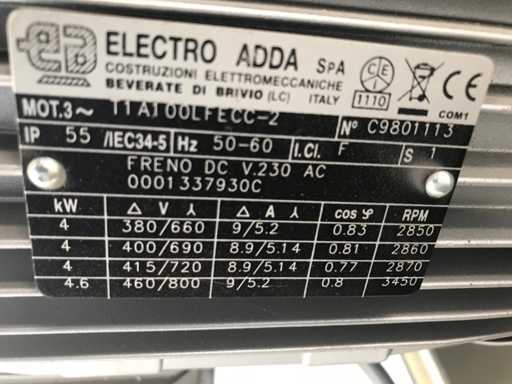 ELECTRO ADDA SPA
COSTRUZIONI ELETTROMECCANICHE
BEVERATE DI BRIVIO (LC) ITALY
CEI
1110
CE
COM1
MOT.3~ T1A100LFECC-2 Nº C9801113
IP 55 /IEC34-5 Hz 50-60 I.CI. F S 1
FRENO DC V.230 AC
0001337930C
kW Δ V Y Δ A Y cos φ RPM
4 380/660 9/5.2 0.83 2850
4 400/690 8.9/5.14 0.81 2860
4 415/720 8.9/5.14 0.77 2870
4.6 460/800 9/5.2 0.8 3450